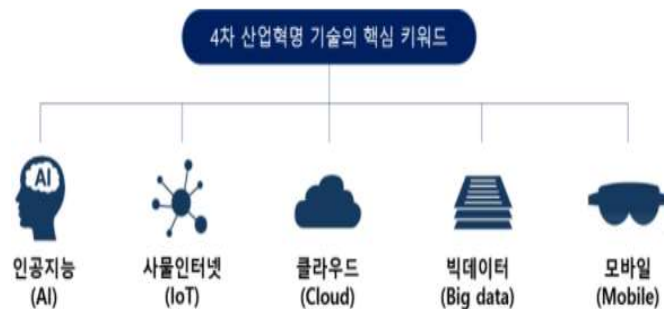 4차 산업혁명 기술의 핵심 키워드
AI
인공지능
(AI)
사물인터넷
(IoT)
클라우드
(Cloud)
빅데이터
(Big data)
모바일
(Mobile)